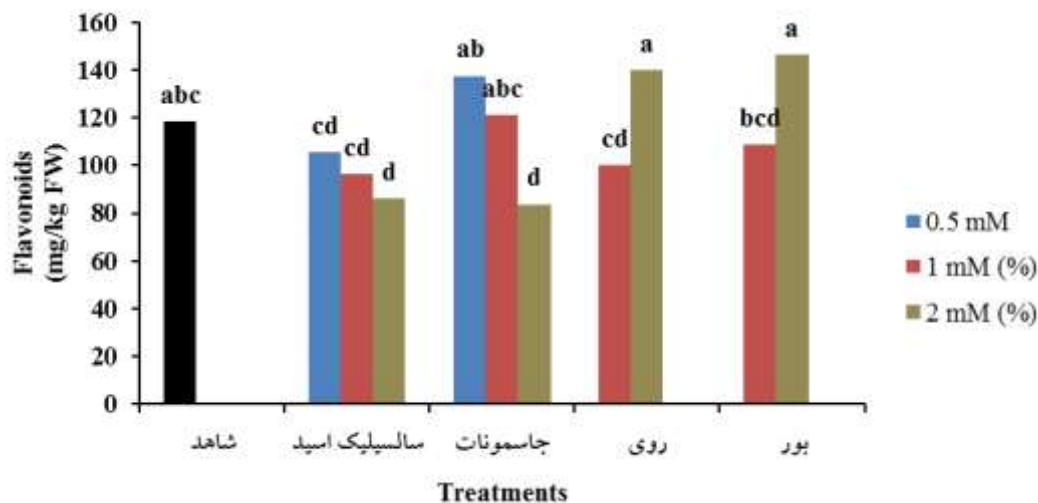 Flavonoids
(mg/kg FW)
160
140
120
100
80
60
40
20
0
abc
cd
cd
d
ab
abc
d
cd
a
bcd
a
شاهد
سالسیلیک اسید
جاسمونات
روی
بور
Treatments
0.5 mM
1 mM (%)
2 mM (%)